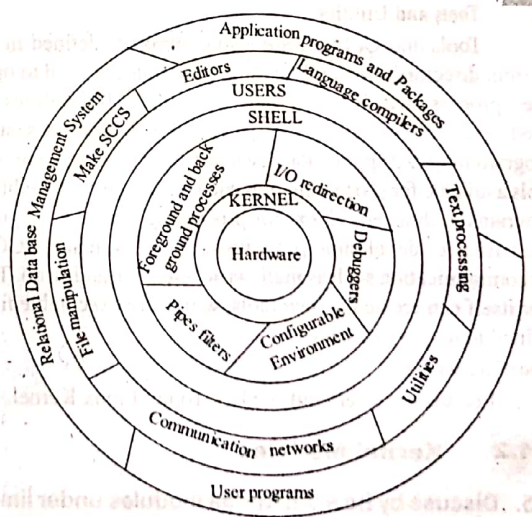 Application programs and Packages
Relational Data base Management System
User programs
Editors
Language compilers
Make SCCS
Text processing
File manipulation
Utilities
Communication networks
USERS
SHELL
Foreground and back
ground processes
I/O redirection
Debuggers
Pipes filters
Configurable
Environment
KERNEL
Hardware